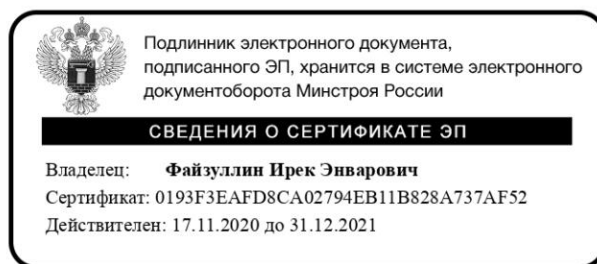 Подлинник электронного документа,
подписанного ЭП, хранится в системе электронного
документоборота Минстроя России
СВЕДЕНИЯ О СЕРТИФИКАТЕ ЭП
Владелец: Файзуллин Ирек Энварович
Сертификат: 0193F3EAFD8CA02794EB11B828A737AF52
Действителен: 17.11.2020 до 31.12.2021